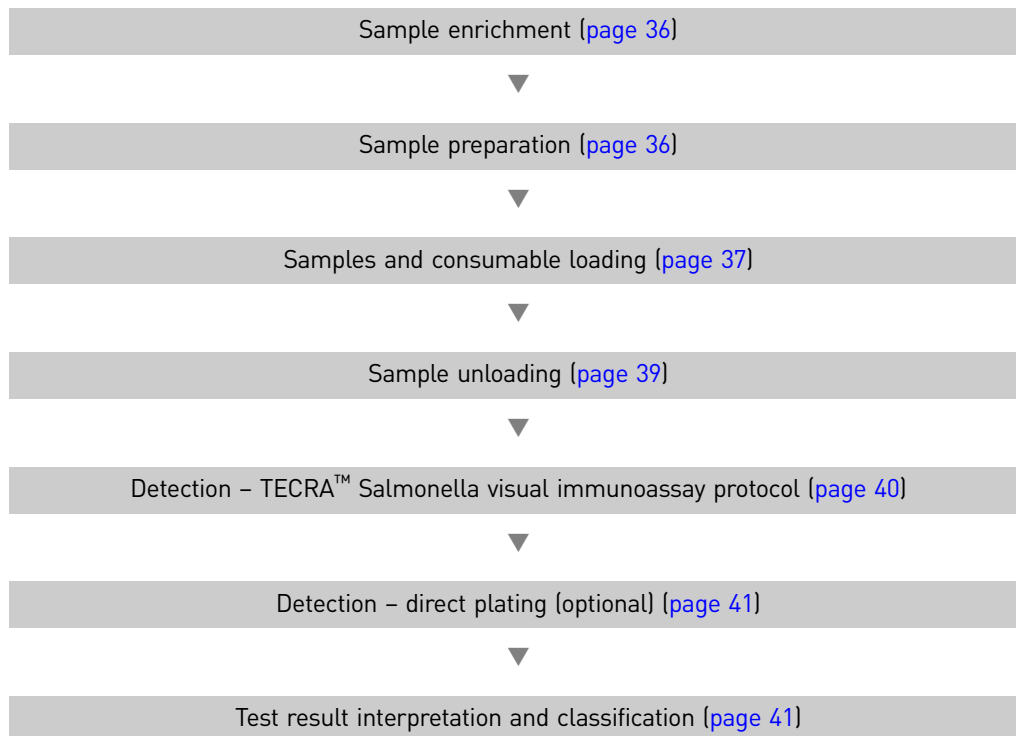 Sample enrichment (page 36)
Sample preparation (page 36)
Samples and consumable loading (page 37)
Sample unloading (page 39)
Detection – TECRA™ Salmonella visual immunoassay protocol (page 40)
Detection – direct plating (optional) (page 41)
Test result interpretation and classification (page 41)